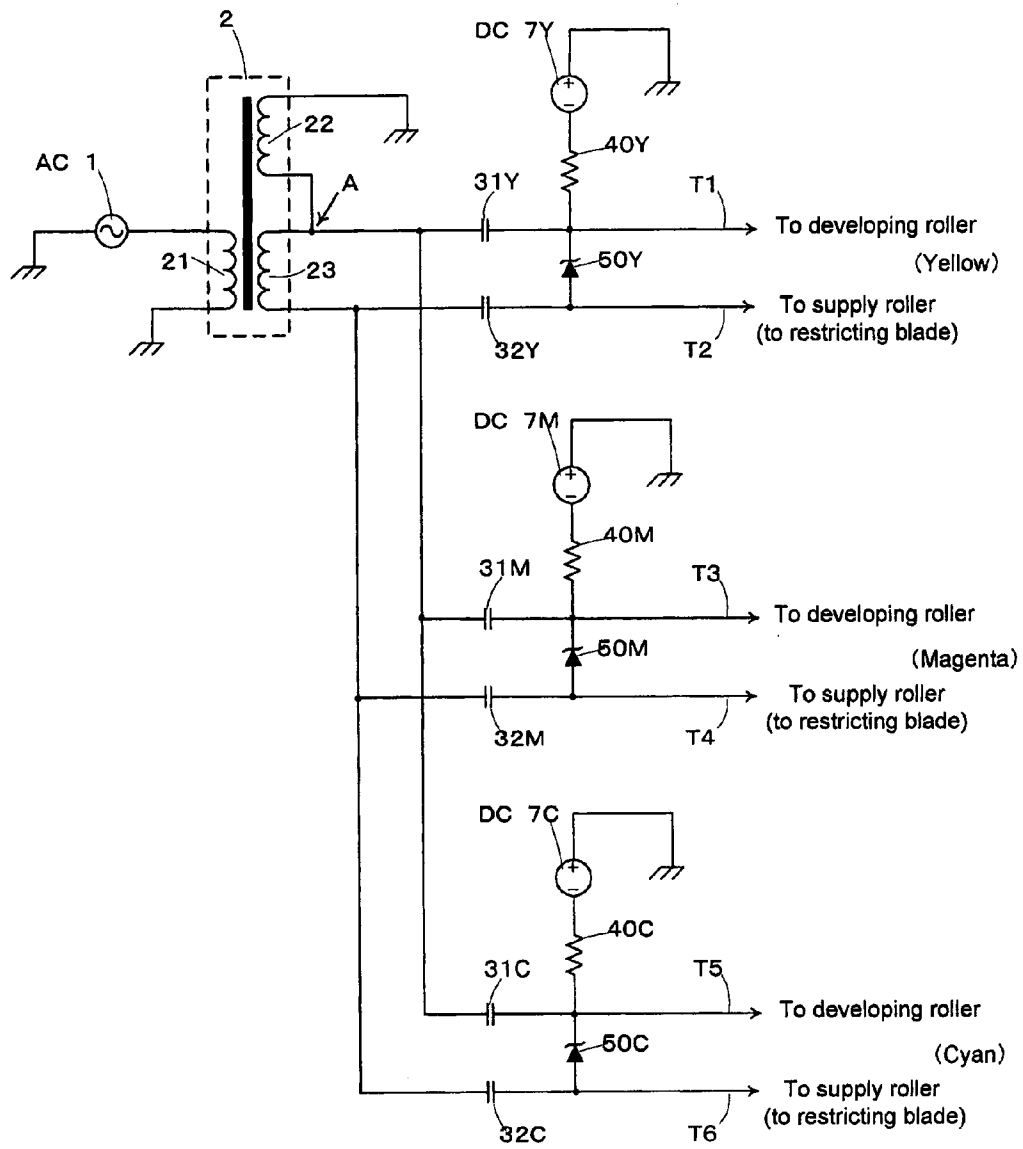 2
DC 7Y
+
−
22
40Y
AC 1
A
31Y
T1
To developing roller
(Yellow)
21
23
50Y
To supply roller
(to restricting blade)
32Y
T2
DC 7M
+
−
40M
31M
T3
To developing roller
(Magenta)
50M
To supply roller
(to restricting blade)
32M
T4
DC 7C
+
−
40C
31C
T5
To developing roller
(Cyan)
50C
To supply roller
(to restricting blade)
32C
T6